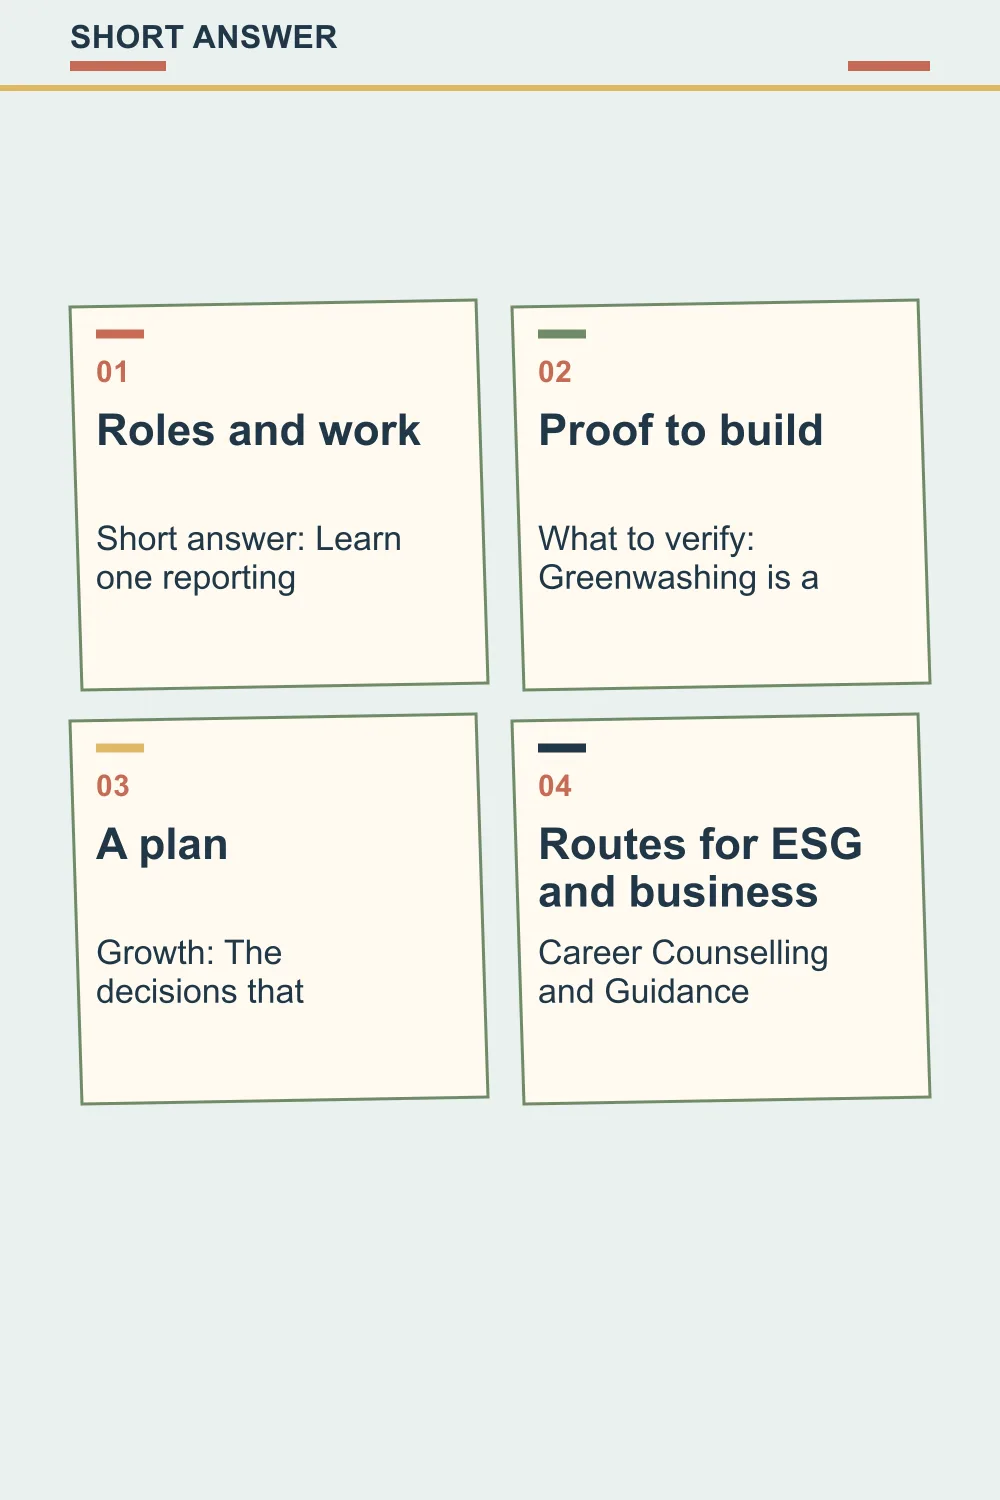 SHORT ANSWER
01
Roles and work
Short answer: Learn
one reporting
02
Proof to build
What to verify:
Greenwashing is a
03
A plan
Growth: The
decisions that
04
Routes for ESG
and business
Career Counselling
and Guidance